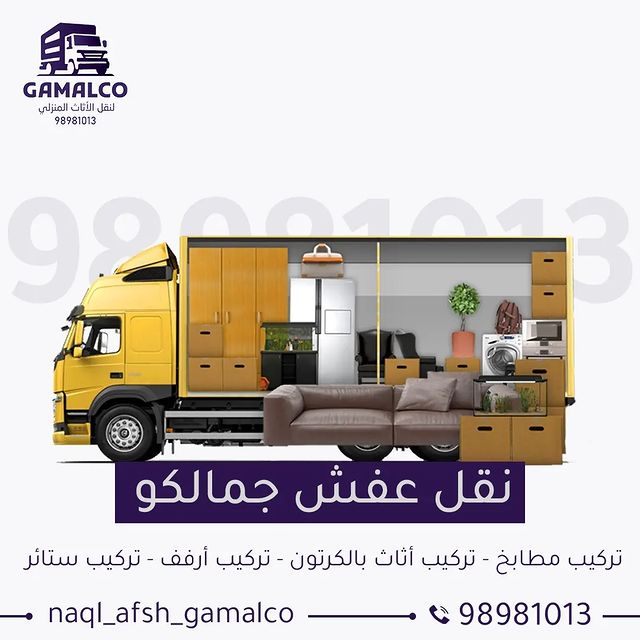 GAMALCO
لنقل الأثاث المنزلي
98981013
98981013
نقل عفش جمالكو
تركيب مطابخ - تركيب أثاث بالكرتون - تركيب أرفف - تركيب ستائر
naql_afsh_gamalco 98981013